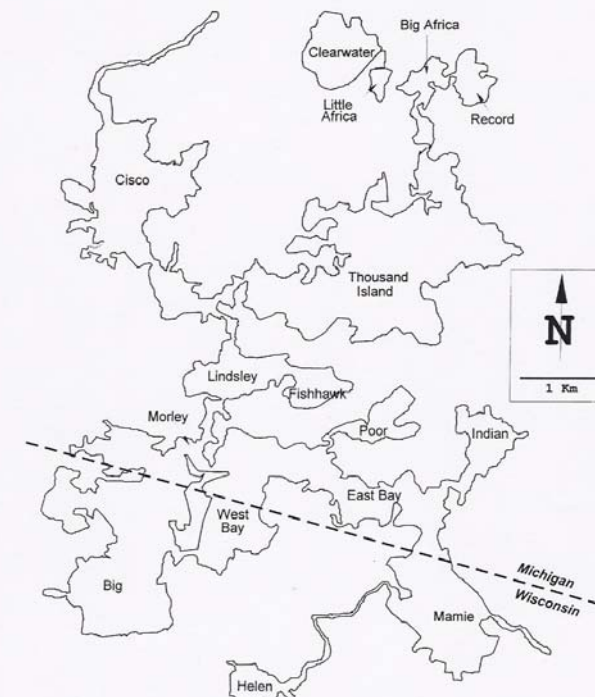 Big Africa
Clearwater
Little
Africa
Record
Cisco
Thousand
Island
N
1 Km
Lindsley
Fishhawk
Morley
Poor
Indian
East Bay
West
Bay
Michigan
Wisconsin
Big
Mamie
Helen